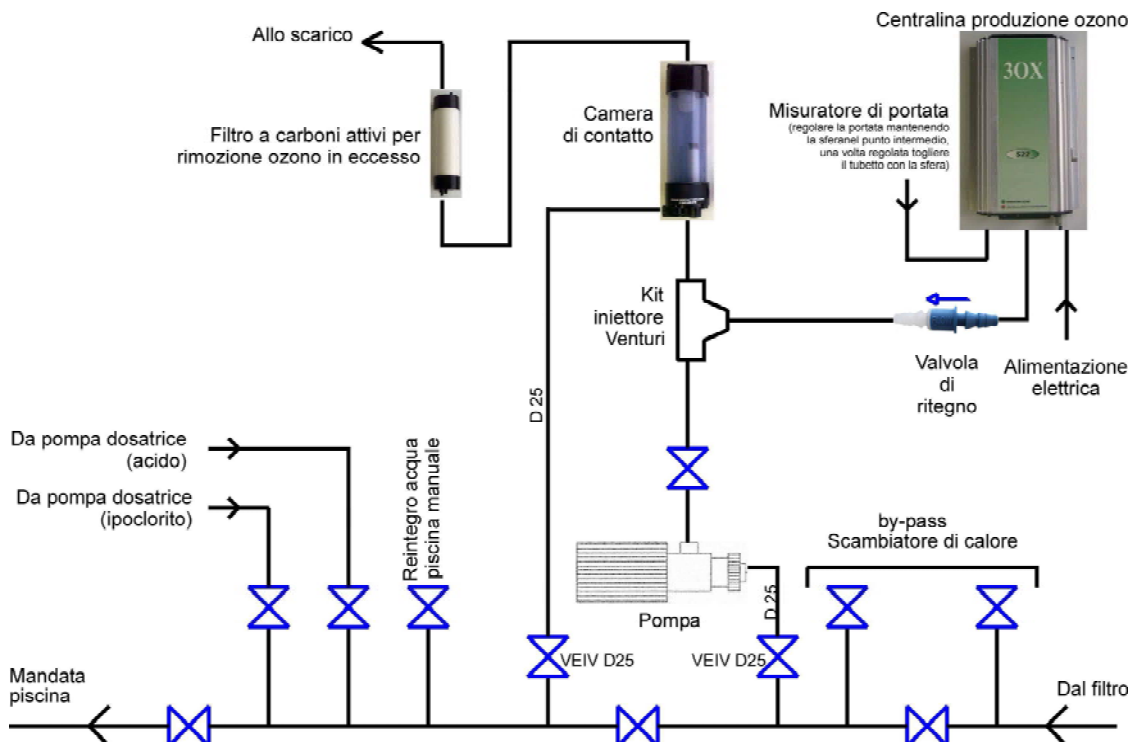 Centralina produzione ozono
Allo scarico
3OX
Misuratore di portata
(regolare la portata mantenendo
la sferanel punto intermedio,
una volta regolata togliere
il tubetto con la sfera)
Camera
di contatto
Filtro a carboni attivi per
rimozione ozono in eccesso
S22
Kit
iniettore
Venturi
Valvola
di
ritegno
Alimentazione
elettrica
D 25
Da pompa dosatrice
(acido)
Da pompa dosatrice
(ipoclorito)
Reintegro acqua
piscina manuale
by-pass
Scambiatore di calore
D 25
Pompa
VEIV D25
VEIV D25
Mandata
piscina
Dal filtro